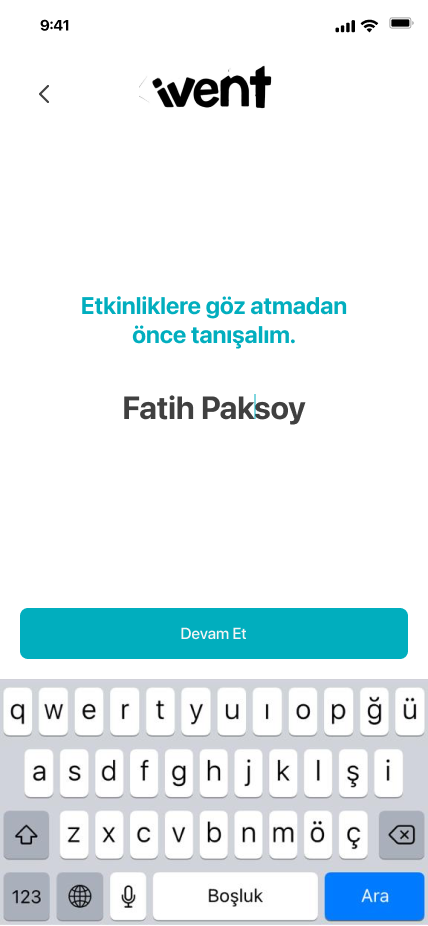 9:41
ivent
Etkinliklere göz atmadan
önce tanışalım.
Fatih Paksoy
Devam Et
q w e r t y u ı o p ğ ü
a s d f g h j k l ş i
z x c v b n m ö ç
123 Boşluk Ara